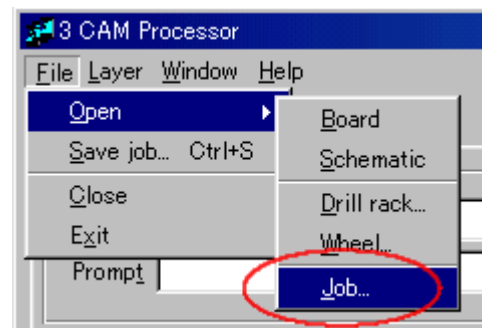 3 CAM Processor
File Layer Window Help
Open
Save job... Ctrl+S
Close
Exit
Board
Schematic
Drill rack...
Wheel...
Job...
Prompt